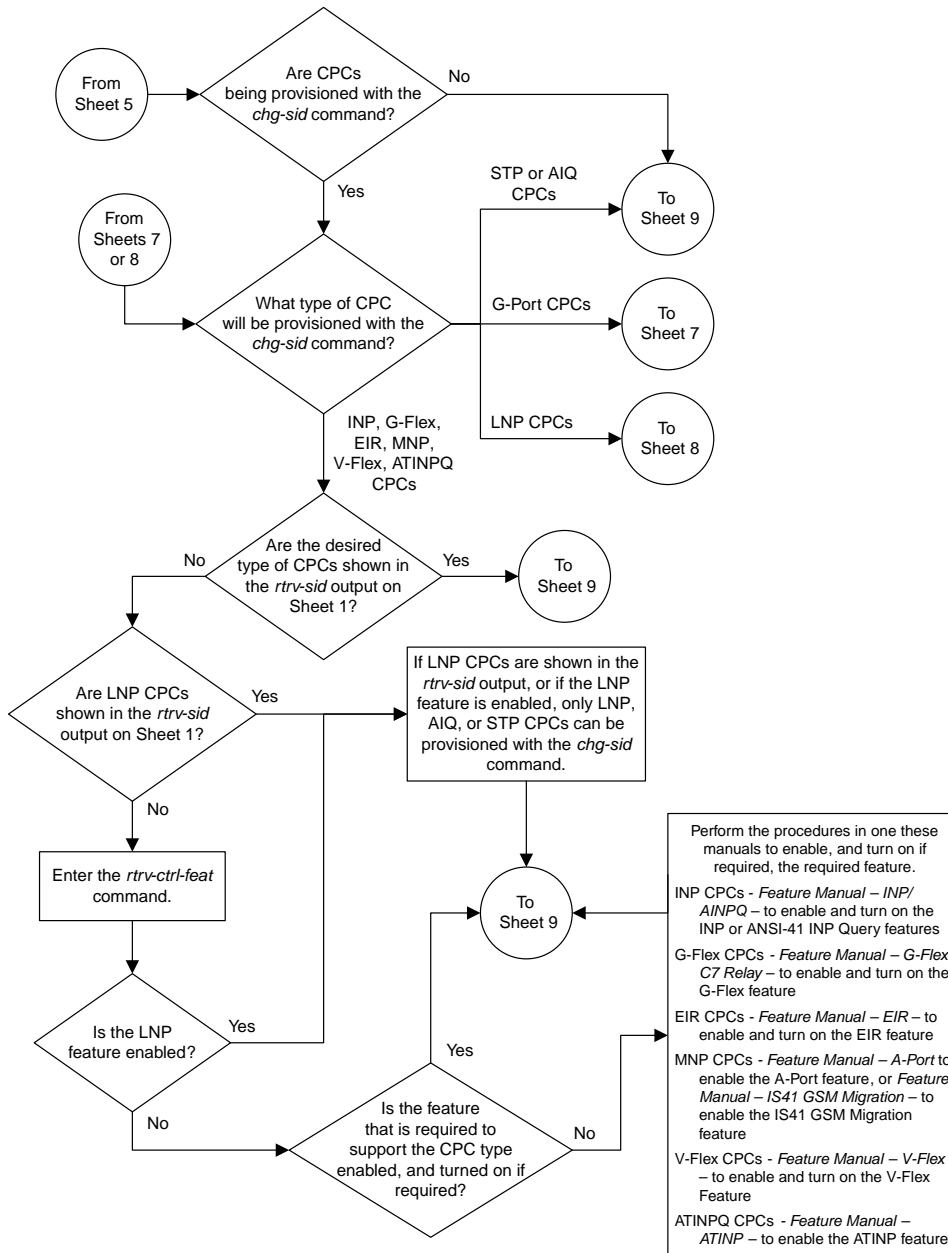 From
Sheet 5
Are CPCs
being provisioned with the
chg-sid command?
No
Yes
STP or AIQ
CPCs
To
Sheet 9
From
Sheets 7
or 8
What type of CPC
will be provisioned with the
chg-sid command?
G-Port CPCs
To
Sheet 7
LNP CPCs
To
Sheet 8
INP, G-Flex,
EIR, MNP,
V-Flex, ATINPQ
CPCs
Are the desired
type of CPCs shown in
the rtrv-sid output on
Sheet 1?
No
Yes
To
Sheet 9
Are LNP CPCs
shown in the rtrv-sid
output on Sheet 1?
Yes
No
If LNP CPCs are shown in the
rtrv-sid output, or if the LNP
feature is enabled, only LNP,
AIQ, or STP CPCs can be
provisioned with the chg-sid
command.
Enter the rtrv-ctrl-feat
command.
To
Sheet 9
Is the LNP
feature enabled?
Yes
No
Is the feature
that is required to
support the CPC type
enabled, and turned on if
required?
Yes
No
Perform the procedures in one these
manuals to enable, and turn on if
required, the required feature.
INP CPCs - Feature Manual – INP/
AINPQ – to enable and turn on the
INP or ANSI-41 INP Query features
G-Flex CPCs - Feature Manual – G-Flex
C7 Relay – to enable and turn on the
G-Flex feature
EIR CPCs - Feature Manual – EIR – to
enable and turn on the EIR feature
MNP CPCs - Feature Manual – A-Port to
enable the A-Port feature, or Feature
Manual – IS41 GSM Migration – to
enable the IS41 GSM Migration
feature
V-Flex CPCs - Feature Manual – V-Flex
– to enable and turn on the V-Flex
Feature
ATINPQ CPCs - Feature Manual –
ATINP – to enable the ATINP feature